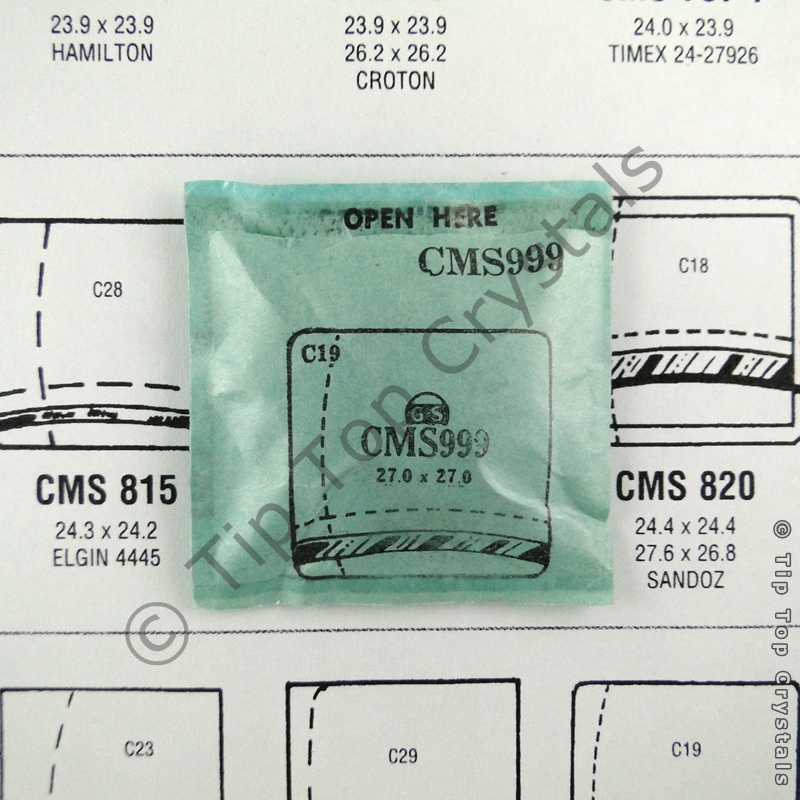 23.9 x 23.9
HAMILTON
23.9 x 23.9
26.2 x 26.2
CROTON
24.0 x 23.9
TIMEX 24-27926
OPEN HERE
CMS999
C28
C18
C19
GS
CMS999
27.0 x 27.0
CMS 815
24.3 x 24.2
ELGIN 4445
CMS 820
24.4 x 24.4
27.6 x 26.8
SANDOZ
C23
C29
C19
© Tip Top Crystals
© Tip Top Crystals